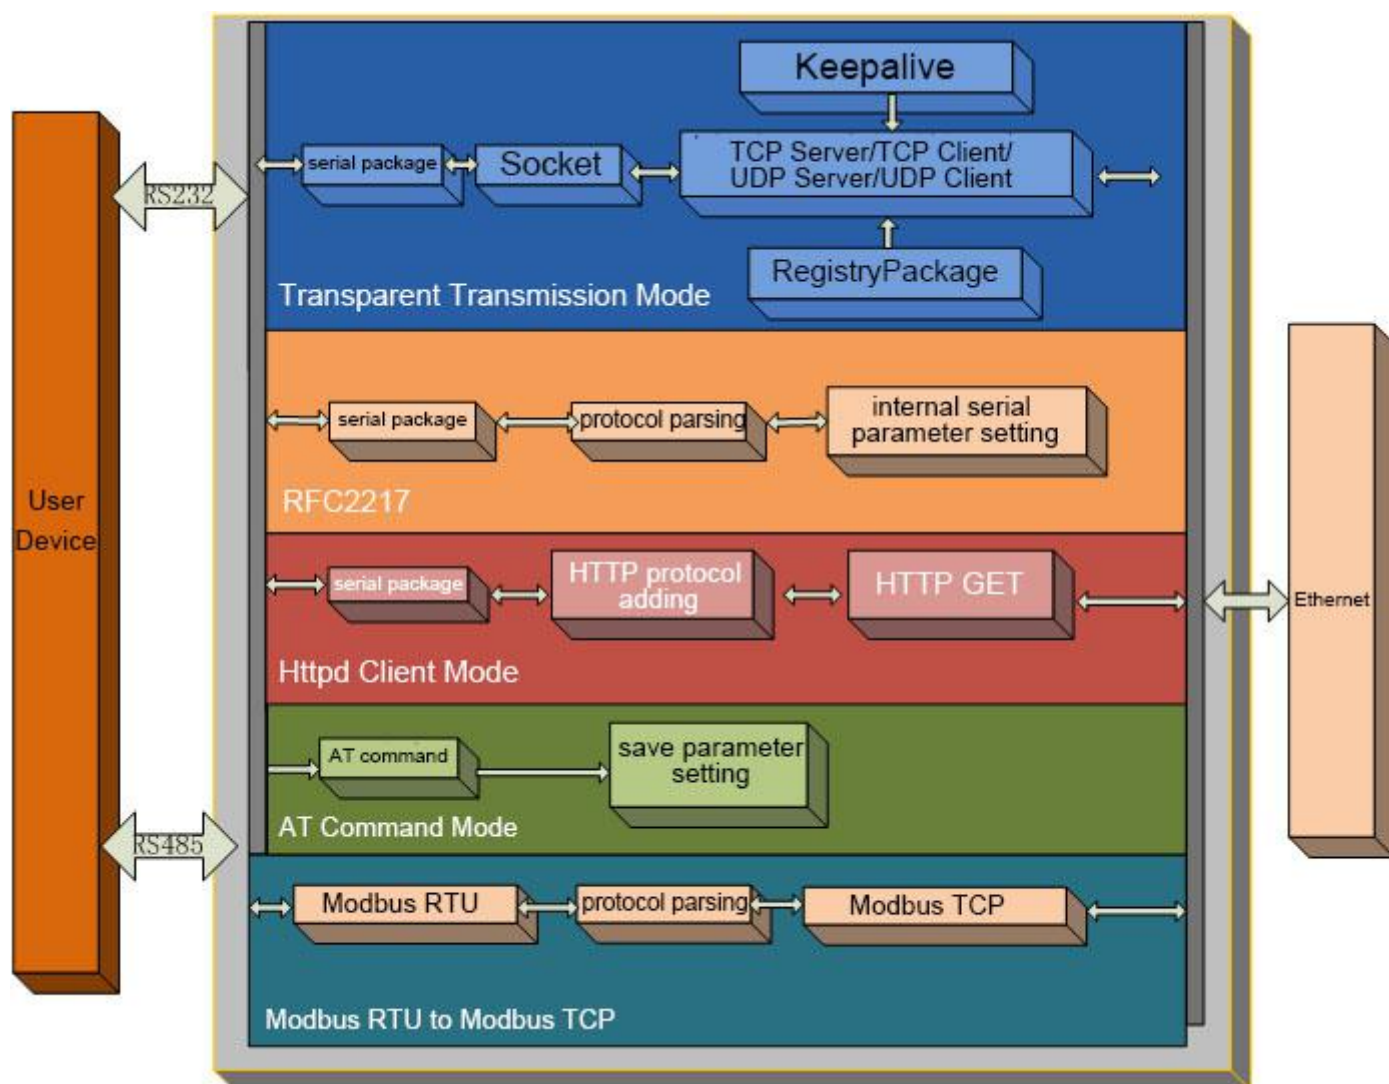 Keepalive
serial package
Socket
TCP Server/TCP Client/
UDP Server/UDP Client
RS232
RegistryPackage
Transparent Transmission Mode
serial package
protocol parsing
internal serial
parameter setting
RFC2217
User
Device
serial package
HTTP protocol
adding
HTTP GET
Ethernet
Httpd Client Mode
AT command
save parameter
setting
AT Command Mode
RS485
Modbus RTU
protocol parsing
Modbus TCP
Modbus RTU to Modbus TCP